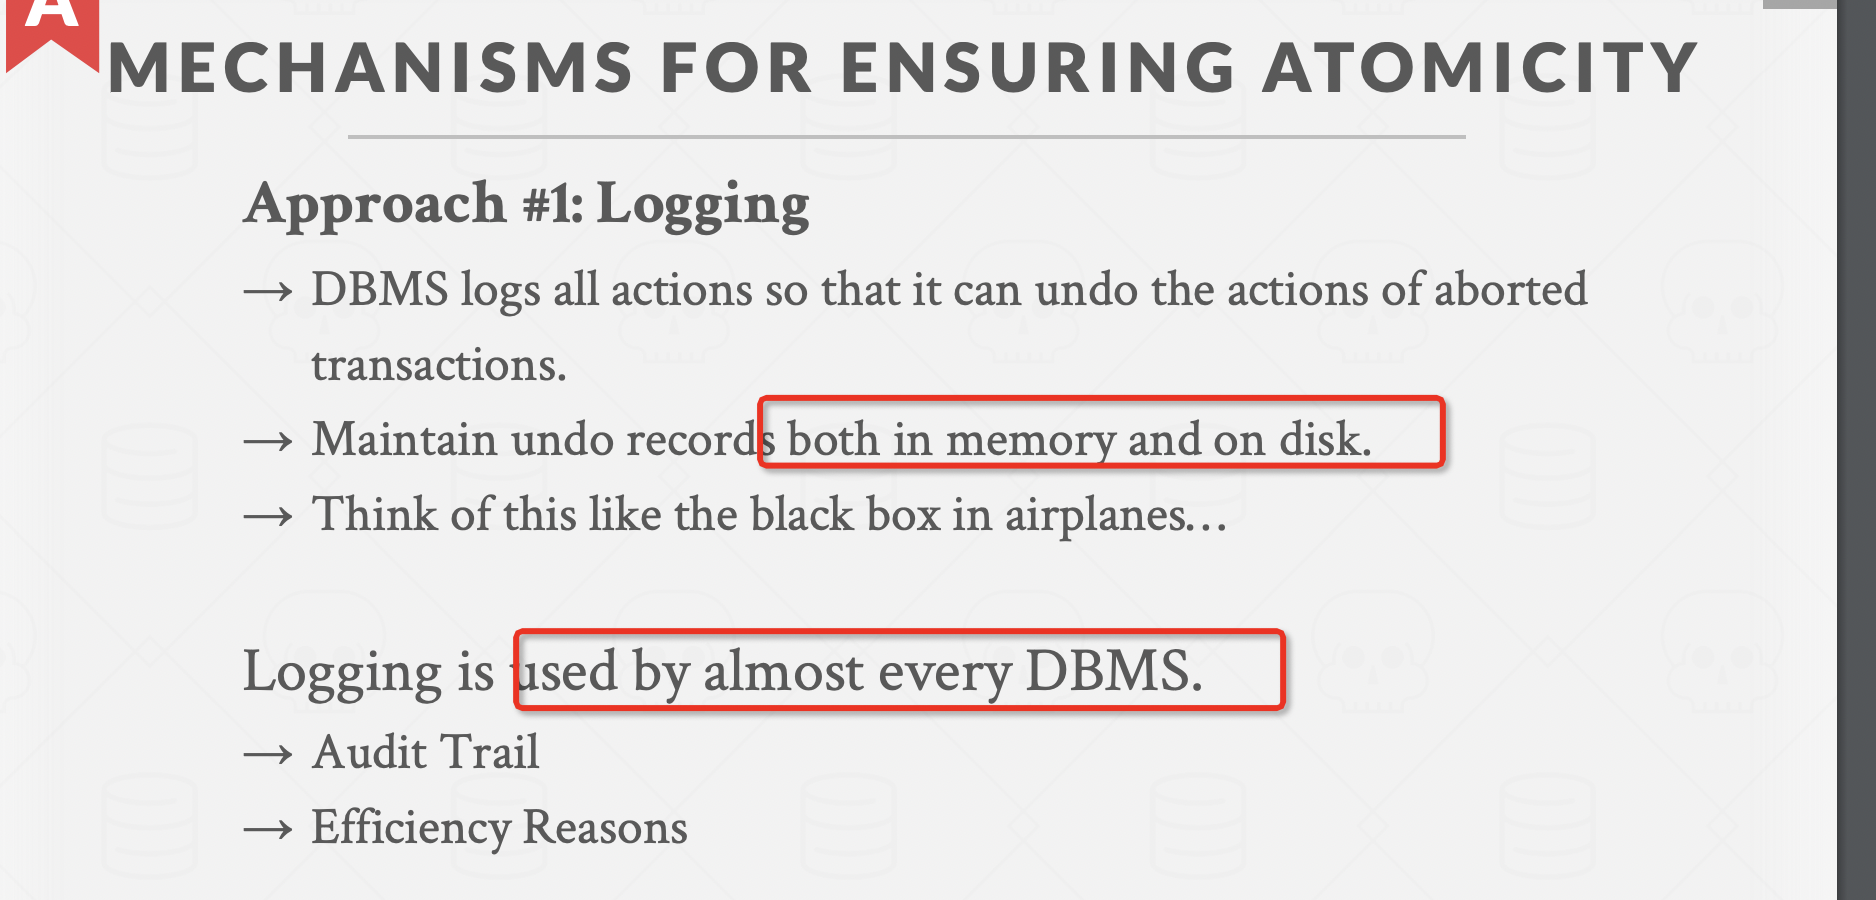 A
MECHANISMS FOR ENSURING ATOMICITY
Approach #1: Logging
→ DBMS logs all actions so that it can undo the actions of aborted
transactions.
→ Maintain undo records both in memory and on disk.
→ Think of this like the black box in airplanes…
Logging is used by almost every DBMS.
→ Audit Trail
→ Efficiency Reasons